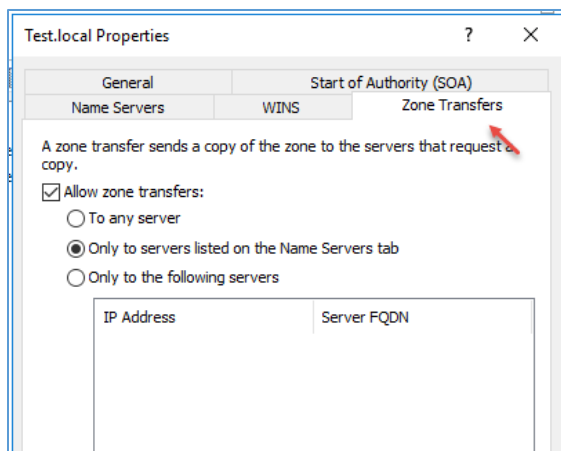 Test.local Properties ?
General Start of Authority (SOA)
Name Servers WINS Zone Transfers
A zone transfer sends a copy of the zone to the servers that request a
copy.
Allow zone transfers:
To any server
Only to servers listed on the Name Servers tab
Only to the following servers
IP Address Server FQDN